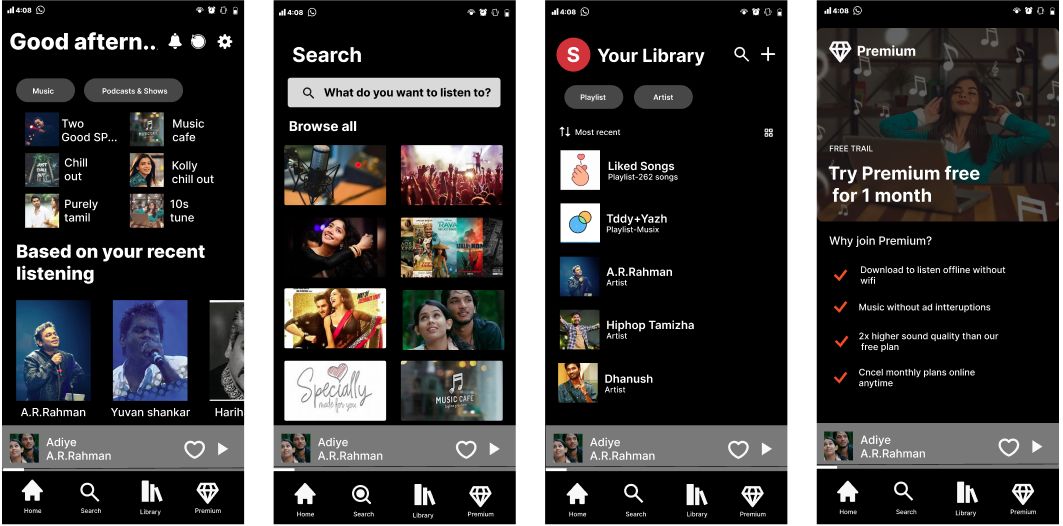 4:08
Good aftern..
Music
Podcasts & Shows
Two
Good SP...
Music
cafe
JUST
CHILL
OUT
MUSIC CAFE
Chill
out
Kolly
chill out
Purely
tamil
10s
tune
Based on your recent
listening
A.R.Rahman
Yuvan shankar
Harih
Adiye
A.R.Rahman
Home
Search
Library
Premium
4:08
Search
What do you want to listen to?
Browse all
Specially
made for you
MUSIC CAFE
Adiye
A.R.Rahman
Home
Search
Library
Premium
4:08
S
Your Library
Playlist
Artist
Most recent
Liked Songs
Playlist-262 songs
Tddy+Yazh
Playlist-Musix
A.R.Rahman
Artist
Hiphop Tamizha
Artist
Dhanush
Artist
Adiye
A.R.Rahman
Home
Search
Library
Premium
4:08
Premium
FREE TRAIL
Try Premium free
for 1 month
Why join Premium?
Download to listen offline without
wifi
Music without ad intteruptions
2x higher sound quality than our
free plan
Cncel monthly plans online
anytime
Adiye
A.R.Rahman
Home
Search
Library
Premium